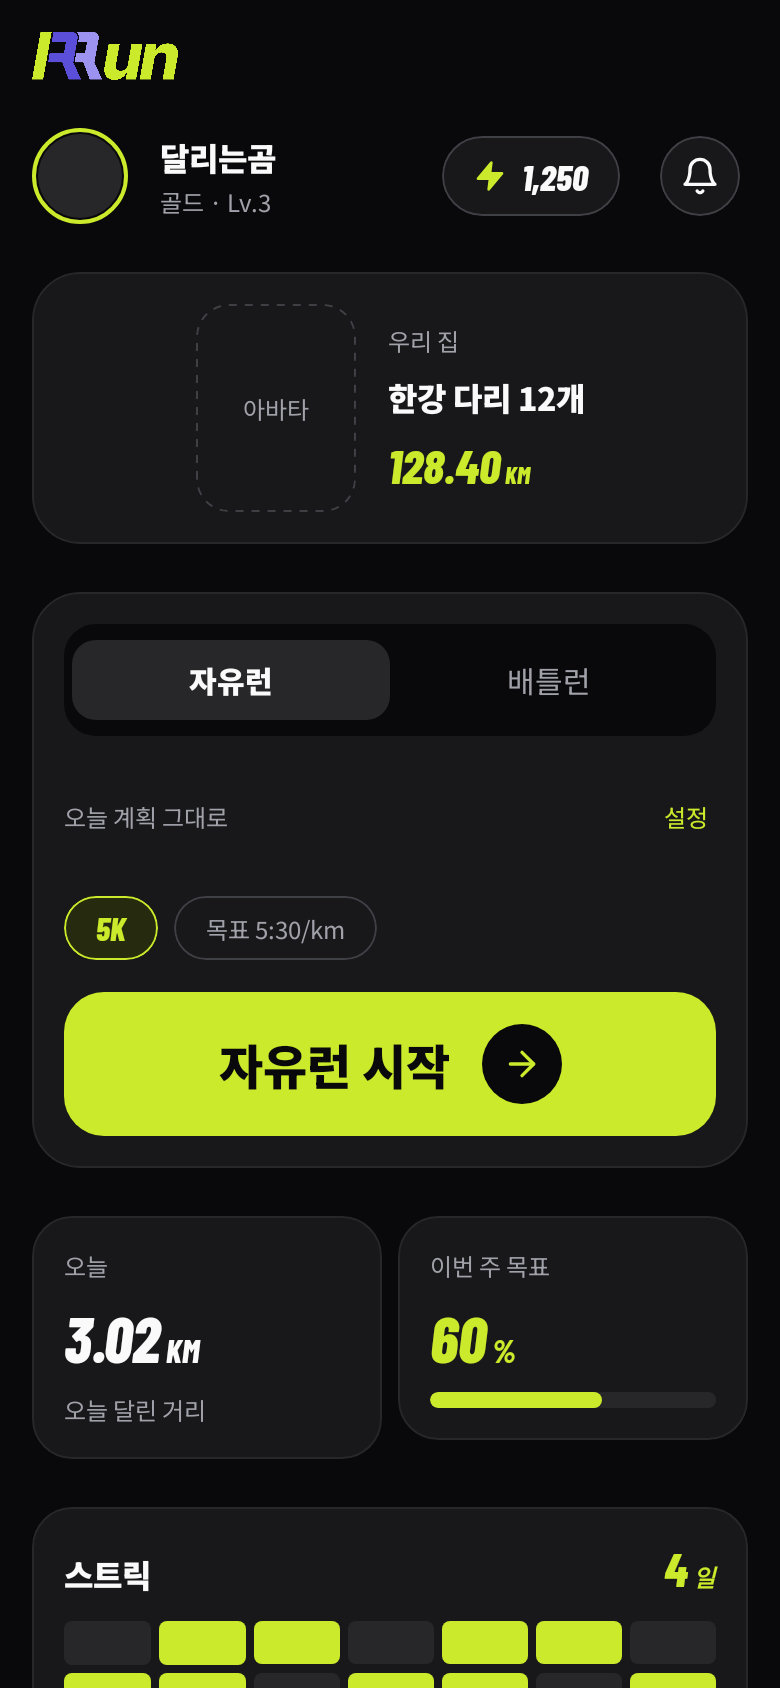 RRun
달리는곰
골드 · Lv.3
1,250
아바타
우리 집
한강 다리 12개
128.40 KM
자유런
배틀런
오늘 계획 그대로
설정
5K
목표 5:30/km
자유런 시작
오늘
3.02 KM
오늘 달린 거리
이번 주 목표
60 %
스트릭
4 일